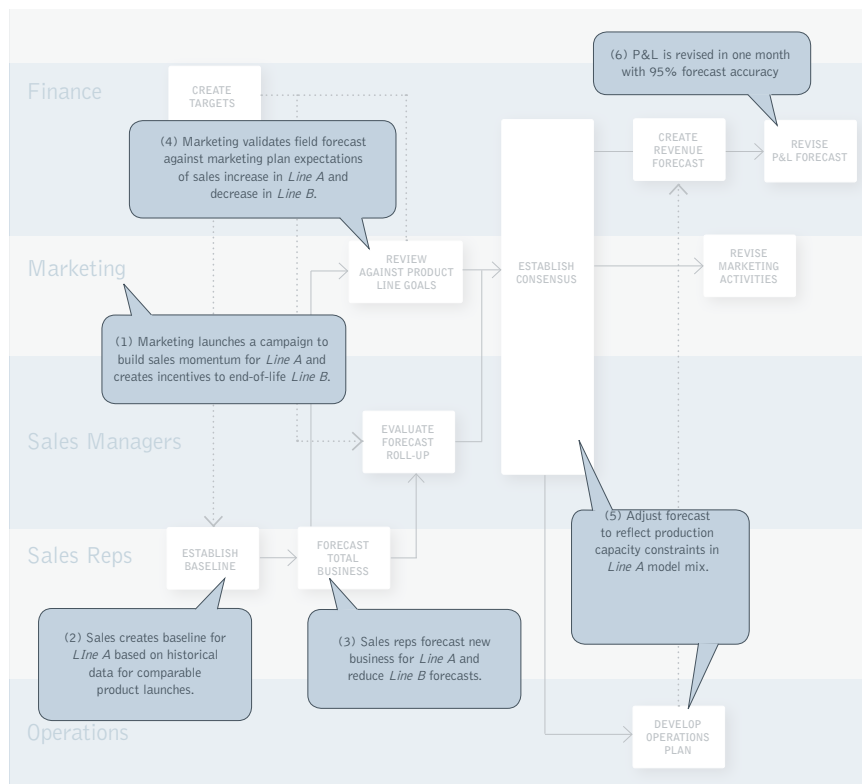 (6) P&L is revised in one month
with 95% forecast accuracy
Finance
CREATE
TARGETS
CREATE
REVENUE
FORECAST
REVISE
P&L FORECAST
(4) Marketing validates field forecast
against marketing plan expectations
of sales increase in Line A and
decrease in Line B.
Marketing
REVIEW
AGAINST PRODUCT
LINE GOALS
ESTABLISH
CONSENSUS
REVISE
MARKETING
ACTIVITIES
(1) Marketing launches a campaign to
build sales momentum for Line A and
creates incentives to end-of-life Line B.
Sales Managers
EVALUATE
FORECAST
ROLL-UP
(5) Adjust forecast
to reflect production
capacity constraints in
Line A model mix.
Sales Reps
ESTABLISH
BASELINE
FORECAST
TOTAL
BUSINESS
(2) Sales creates baseline for
LIne A based on historical
data for comparable
product launches.
(3) Sales reps forecast new
business for Line A and
reduce Line B forecasts.
Operations
DEVELOP
OPERATIONS
PLAN